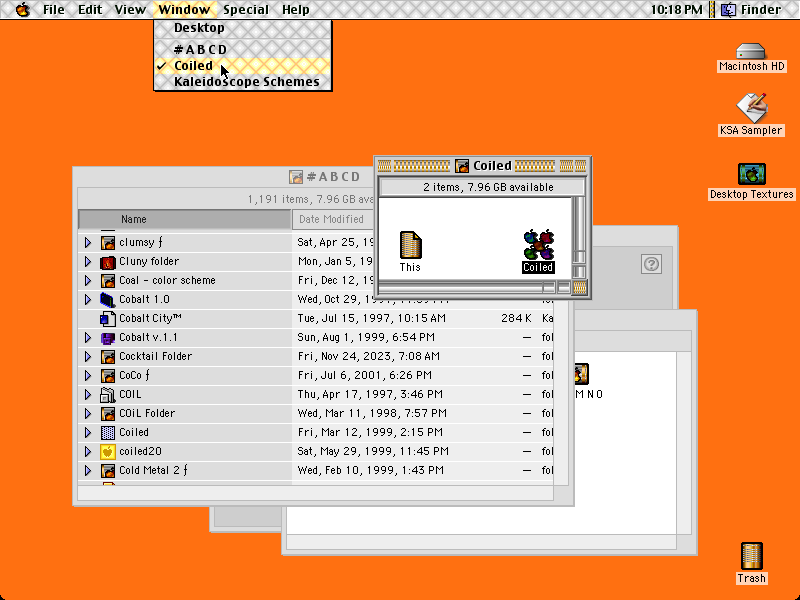 File Edit View Window Special Help 10:18 PM Finder
Desktop
#ABCD
✓ Coiled
Kaleidoscope Schemes
Macintosh HD
KSA Sampler
Desktop Textures
Trash
Coiled
2 items, 7.96 GB available
This
Coiled
#ABCD
1,191 items, 7.96 GB ava
Name Date Modified
clumsy ƒ Sat, Apr 25, 19
Cluny folder Mon, Jan 5, 19
Coal - color scheme Fri, Dec 12, 19
Cobalt 1.0 Wed, Oct 29,
Cobalt City™ Tue, Jul 15, 1997, 10:15 AM 284 K Ka
Cobalt v.1.1 Sun, Aug 1, 1999, 6:54 PM — fol
Cocktail Folder Fri, Nov 24, 2023, 7:08 AM — fol
CoCo ƒ Fri, Jul 6, 2001, 6:26 PM — fol
COIL Thu, Apr 17, 1997, 3:46 PM — fol
COiL Folder Wed, Mar 11, 1998, 7:57 PM — fol
Coiled Fri, Mar 12, 1999, 2:15 PM — fol
coiled20 Sat, May 29, 1999, 11:45 PM — fol
Cold Metal 2 ƒ Wed, Feb 10, 1999, 1:43 PM — fol
?
M N O